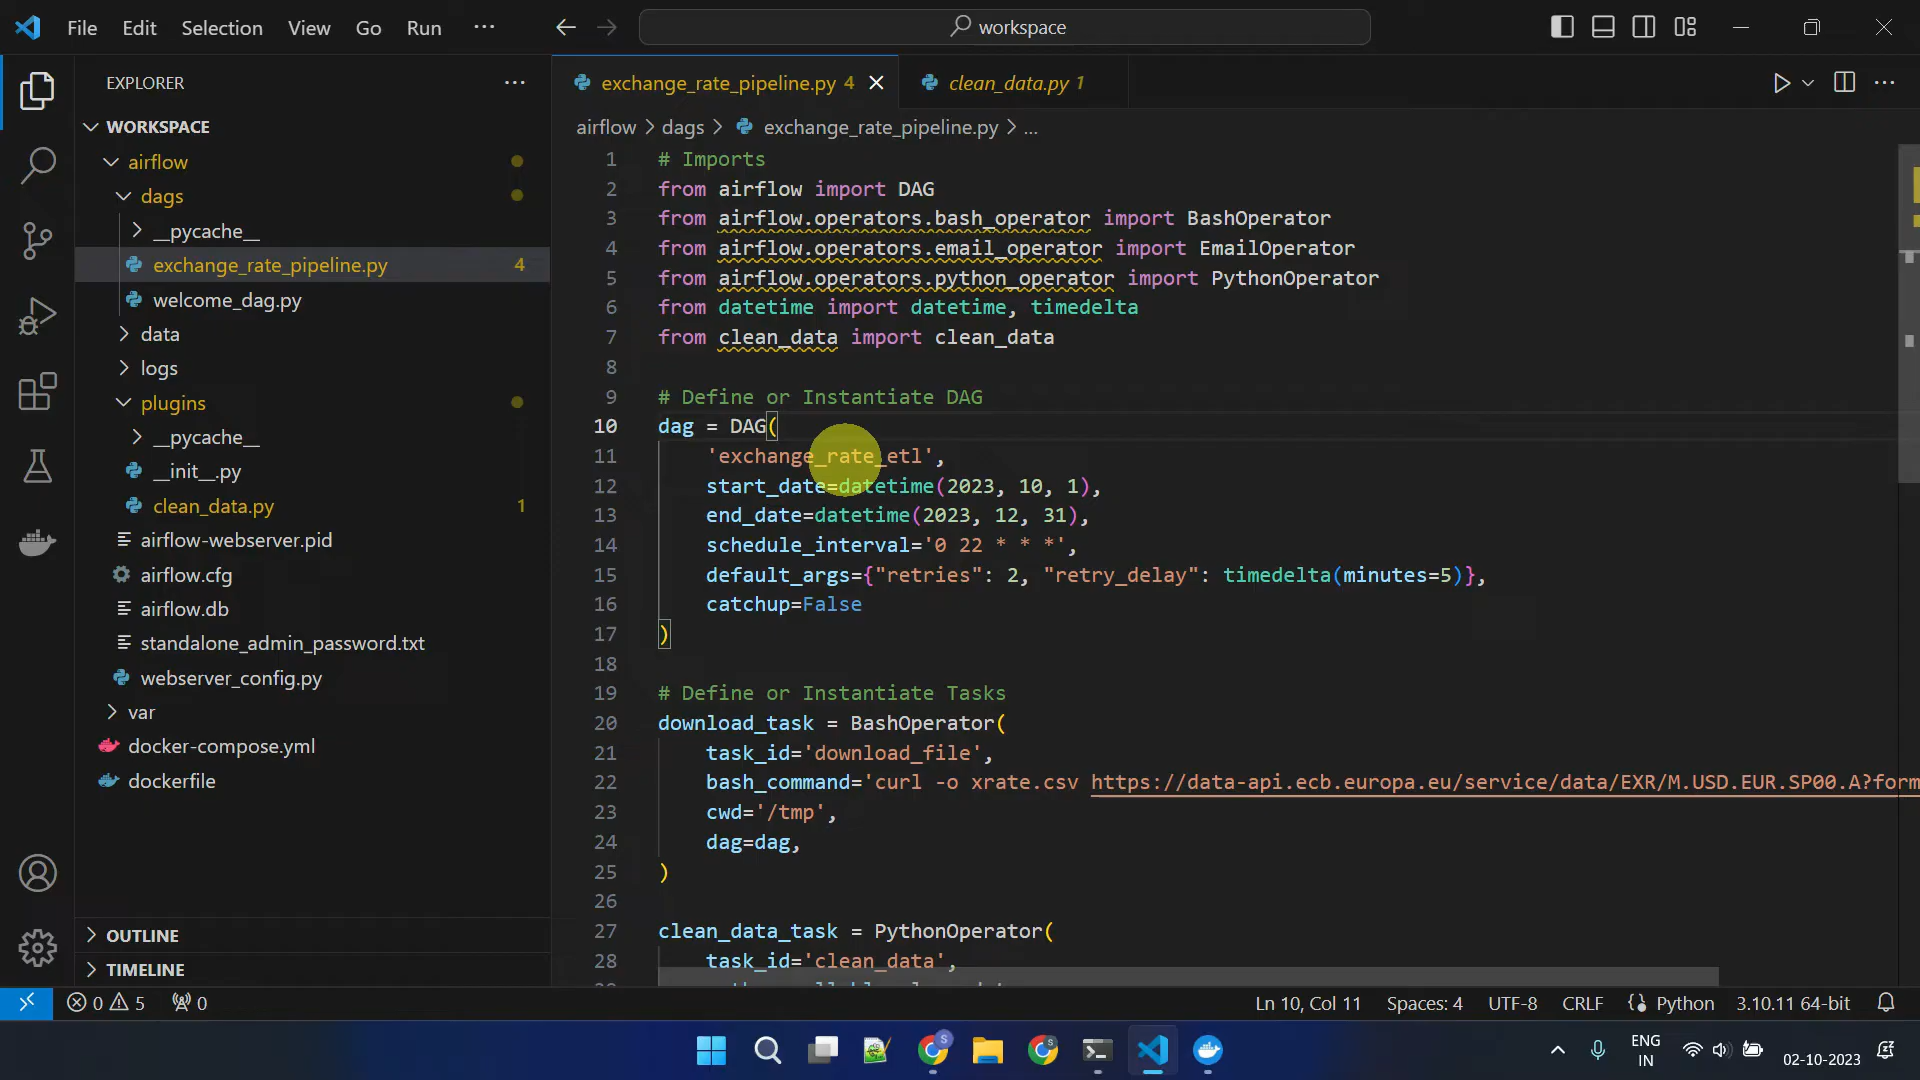 File Edit Selection View Go Run ...
workspace
EXPLORER ...
WORKSPACE
airflow
dags
__pycache__
exchange_rate_pipeline.py 4
welcome_dag.py
data
logs
plugins
__pycache__
__init__.py
clean_data.py 1
airflow-webserver.pid
airflow.cfg
airflow.db
standalone_admin_password.txt
webserver_config.py
var
docker-compose.yml
dockerfile
OUTLINE
TIMELINE
exchange_rate_pipeline.py 4
clean_data.py 1
airflow > dags > exchange_rate_pipeline.py > ...
1 # Imports
2 from airflow import DAG
3 from airflow.operators.bash_operator import BashOperator
4 from airflow.operators.email_operator import EmailOperator
5 from airflow.operators.python_operator import PythonOperator
6 from datetime import datetime, timedelta
7 from clean_data import clean_data
8
9 # Define or Instantiate DAG
10 dag = DAG(
11 'exchange_rate_etl',
12 start_date=datetime(2023, 10, 1),
13 end_date=datetime(2023, 12, 31),
14 schedule_interval='0 22 * * *',
15 default_args={"retries": 2, "retry_delay": timedelta(minutes=5)},
16 catchup=False
17 )
18
19 # Define or Instantiate Tasks
20 download_task = BashOperator(
21 task_id='download_file',
22 bash_command='curl -o xrate.csv https://data-api.ecb.europa.eu/service/data/EXR/M.USD.EUR.SP00.A?form
23 cwd='/tmp',
24 dag=dag,
25 )
26
27 clean_data_task = PythonOperator(
28 task_id='clean_data',
0 5 0
Ln 10, Col 11 Spaces: 4 UTF-8 CRLF Python 3.10.11 64-bit
ENG
IN
02-10-2023